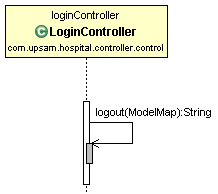 loginController
C LoginController
com.upsam.hospital.controller.control
logout(ModelMap):String